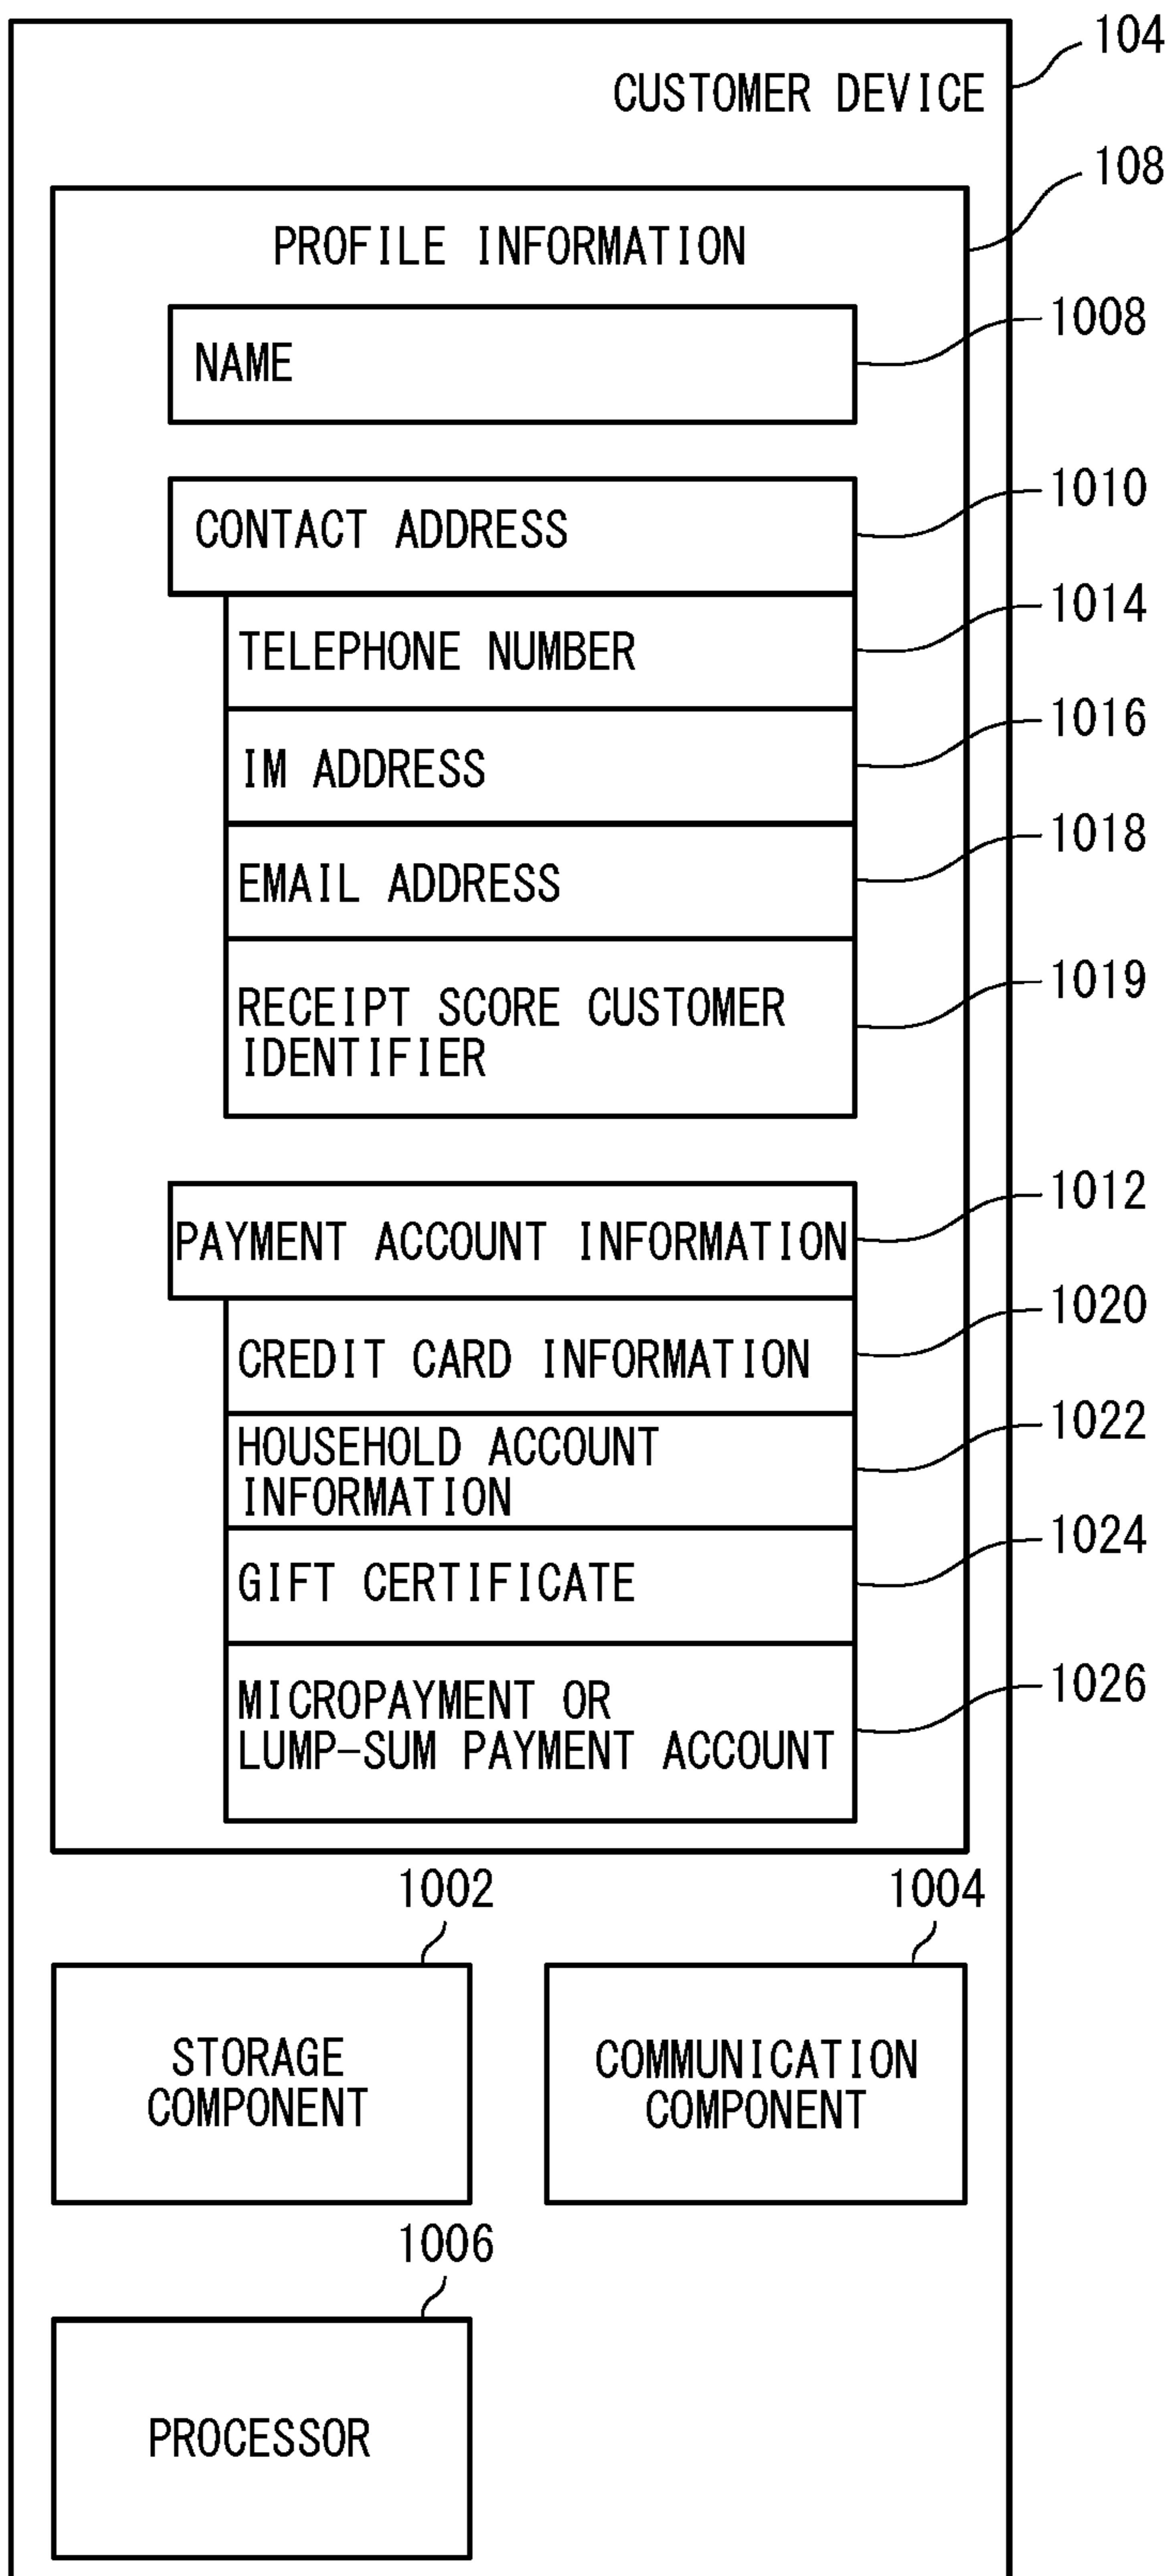 104
CUSTOMER DEVICE
108
PROFILE INFORMATION
1008
NAME
1010
CONTACT ADDRESS
1014
TELEPHONE NUMBER
1016
IM ADDRESS
1018
EMAIL ADDRESS
1019
RECEIPT SCORE CUSTOMER
IDENTIFIER
1012
PAYMENT ACCOUNT INFORMATION
1020
CREDIT CARD INFORMATION
1022
HOUSEHOLD ACCOUNT
INFORMATION
1024
GIFT CERTIFICATE
1026
MICROPAYMENT OR
LUMP-SUM PAYMENT ACCOUNT
1002
1004
STORAGE
COMPONENT
COMMUNICATION
COMPONENT
1006
PROCESSOR